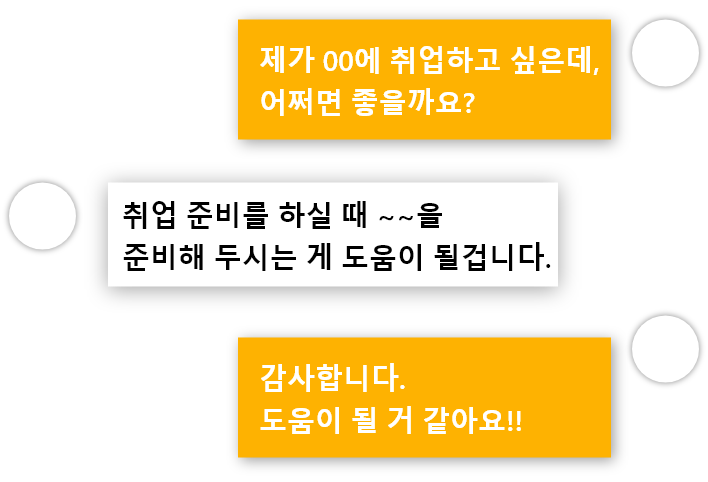 제가 00에 취업하고 싶은데,
어쩌면 좋을까요?
취업 준비를 하실 때 ~~을
준비해 두시는 게 도움이 될겁니다.
감사합니다.
도움이 될 거 같아요!!